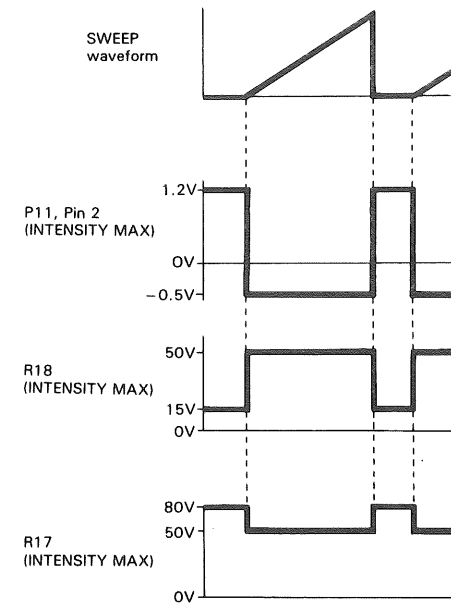 SWEEP
waveform
1.2V
P11, Pin 2
(INTENSITY MAX)
0V
−0.5V
50V
R18
(INTENSITY MAX)
15V
0V
80V
50V
R17
(INTENSITY MAX)
0V